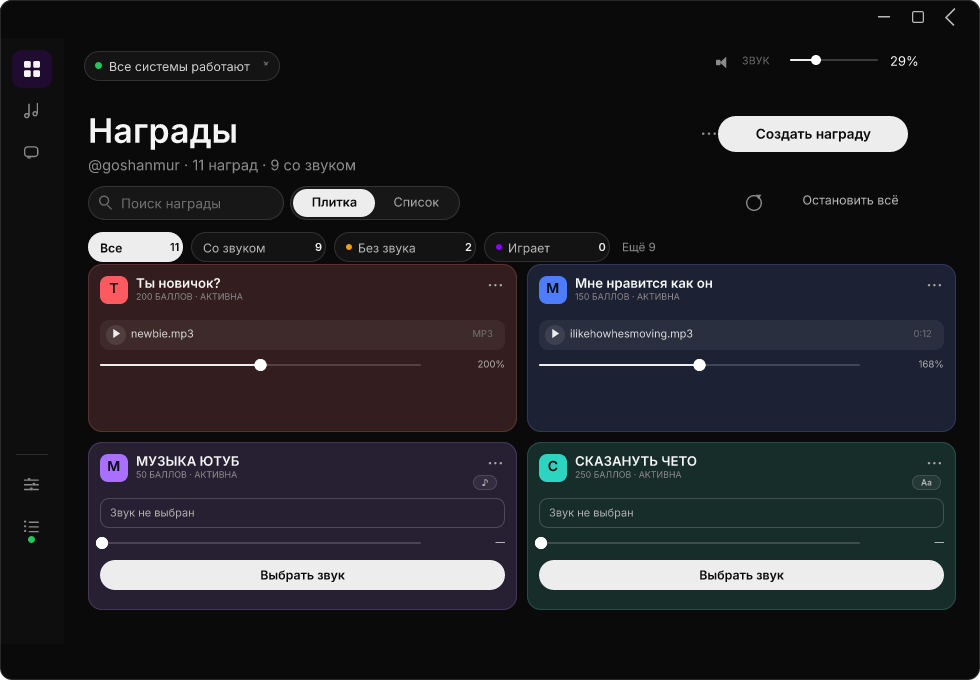 Все системы работают
ЗВУК
29%
Награды
Создать награду
@goshanmur · 11 наград · 9 со звуком
Поиск награды
Плитка
Список
Остановить всё
Все 11
Со звуком 9
Без звука 2
Играет 0
Ещё 9
Т
Ты новичок?
200 БАЛЛОВ · АКТИВНА
newbie.mp3
MP3
200%
М
Мне нравится как он
150 БАЛЛОВ · АКТИВНА
ilikehowhesmoving.mp3
0:12
168%
М
МУЗЫКА ЮТУБ
50 БАЛЛОВ · АКТИВНА
Звук не выбран
—
Выбрать звук
С
СКАЗАНУТЬ ЧЕТО
250 БАЛЛОВ · АКТИВНА
Aa
Звук не выбран
—
Выбрать звук